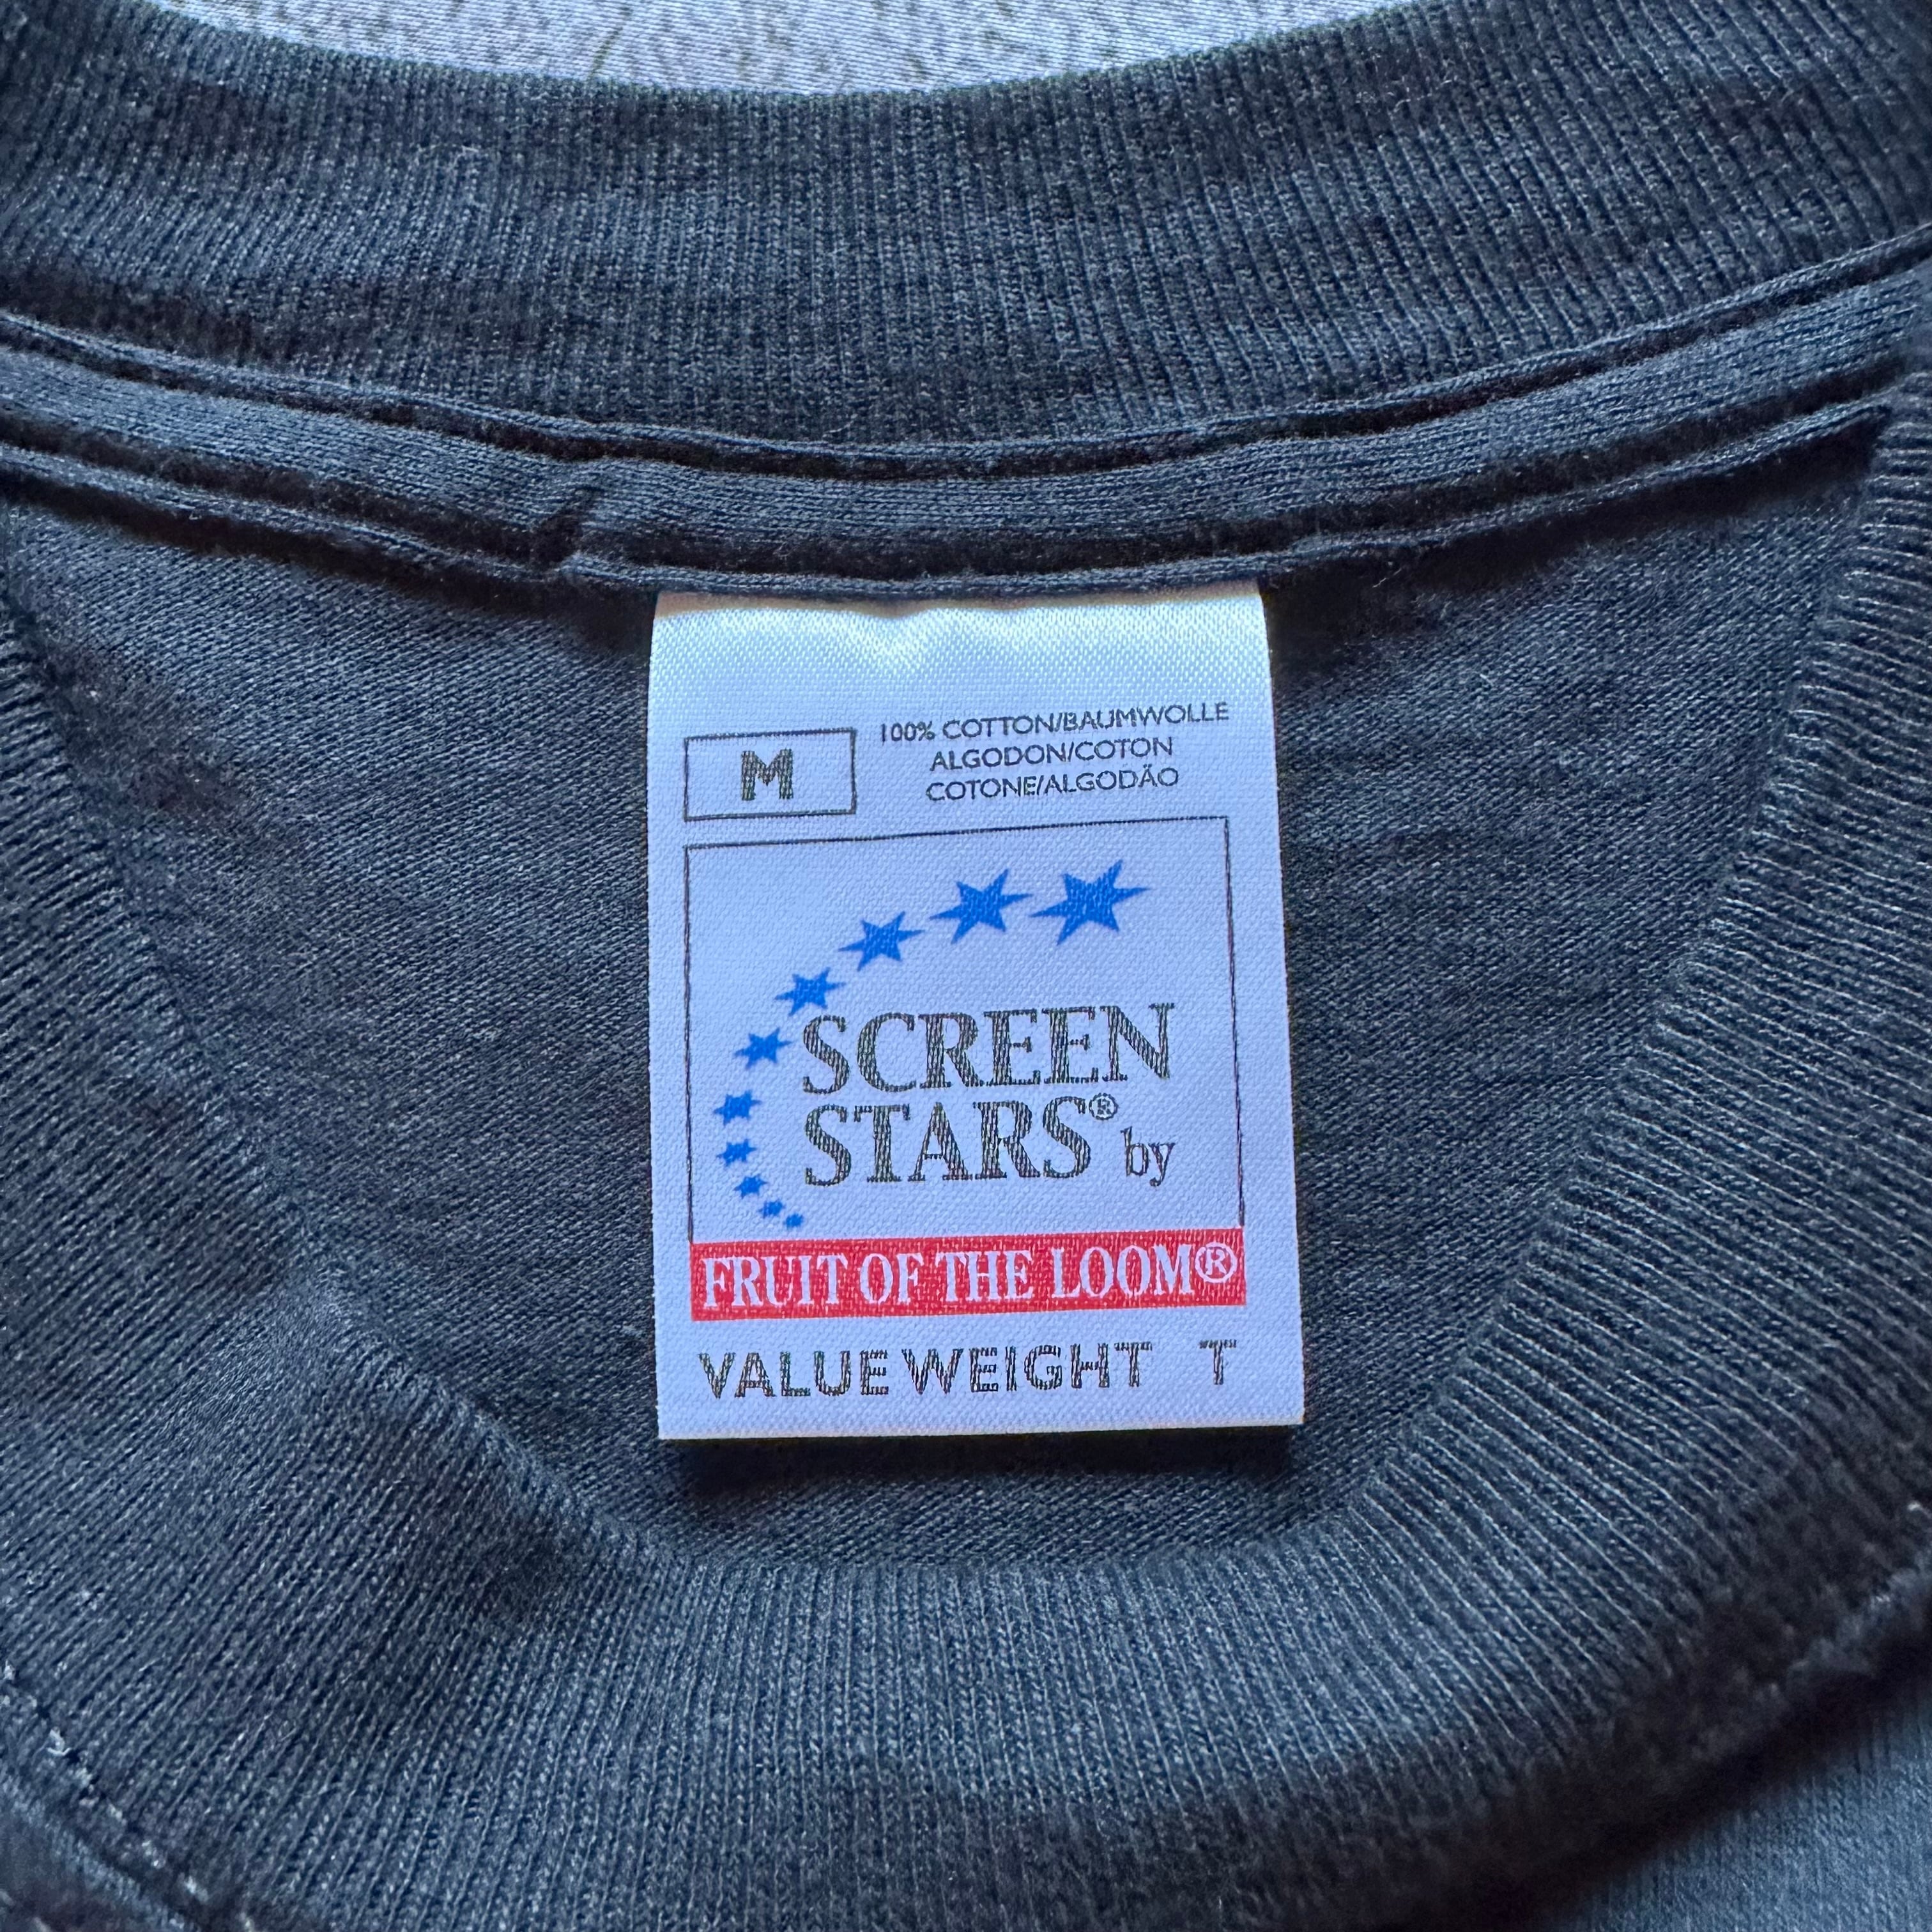 M
100% COTTON/BAUMWOLLE
ALGODON/COTON
COTONE/ALGODÃO
SCREEN
STARS® by
FRUIT OF THE LOOM®
VALUE WEIGHT T